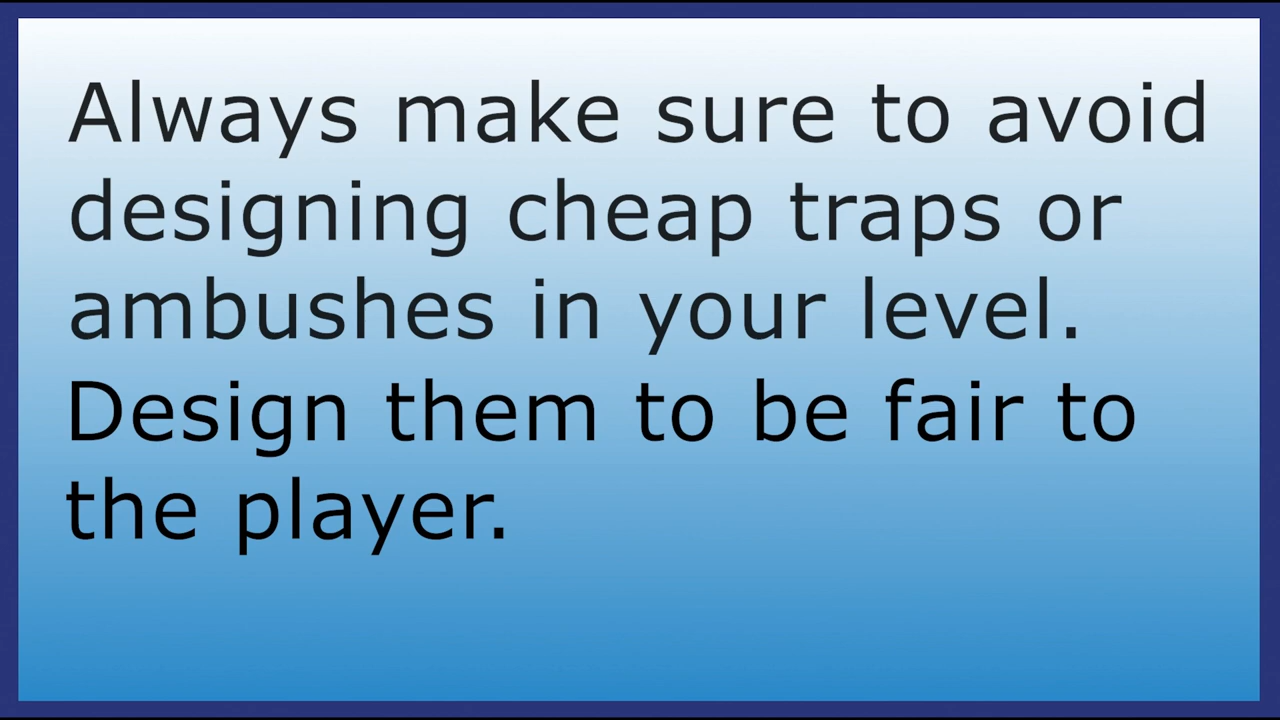 Always make sure to avoid
designing cheap traps or
ambushes in your level.
Design them to be fair to
the player.